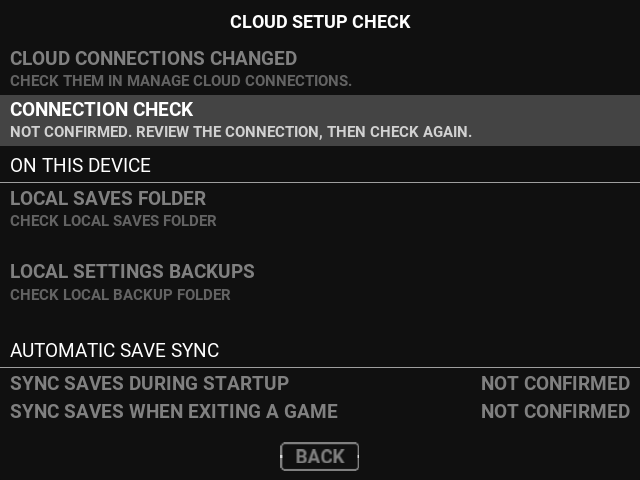 CLOUD SETUP CHECK
CLOUD CONNECTIONS CHANGED
CHECK THEM IN MANAGE CLOUD CONNECTIONS.
CONNECTION CHECK
NOT CONFIRMED. REVIEW THE CONNECTION, THEN CHECK AGAIN.
ON THIS DEVICE
LOCAL SAVES FOLDER
CHECK LOCAL SAVES FOLDER
LOCAL SETTINGS BACKUPS
CHECK LOCAL BACKUP FOLDER
AUTOMATIC SAVE SYNC
SYNC SAVES DURING STARTUP NOT CONFIRMED
SYNC SAVES WHEN EXITING A GAME NOT CONFIRMED
BACK